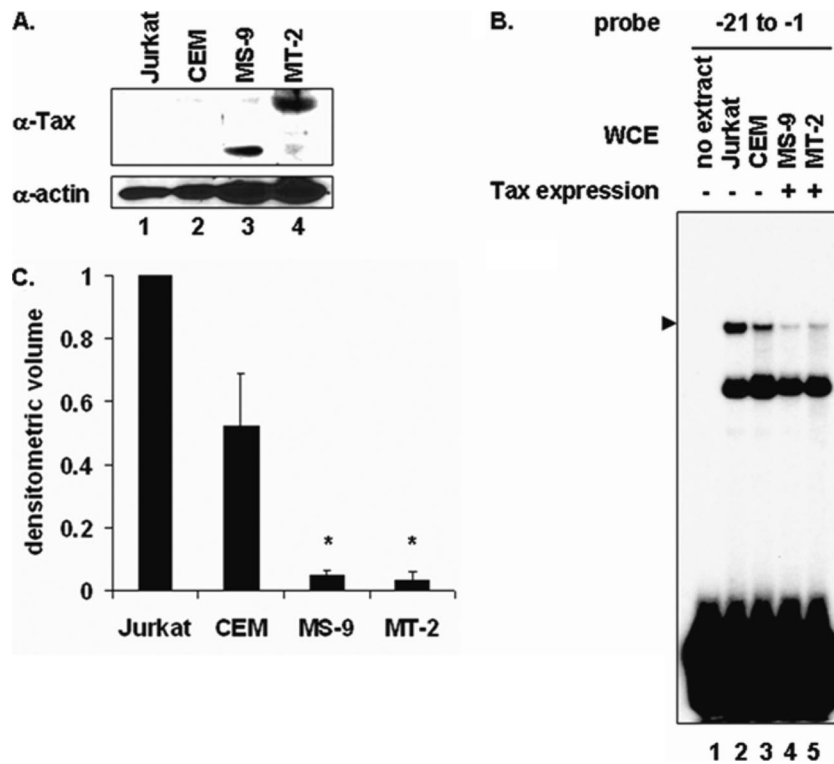 A.
Jurkat
CEM
MS-9
MT-2
α-Tax
α-actin
1 2 3 4
B.
probe -21 to -1
WCE
no extract
Jurkat
CEM
MS-9
MT-2
Tax expression - - - + +
1 2 3 4 5
C.
densitometric volume
1
0.8
0.6
0.4
0.2
0
* *
Jurkat CEM MS-9 MT-2